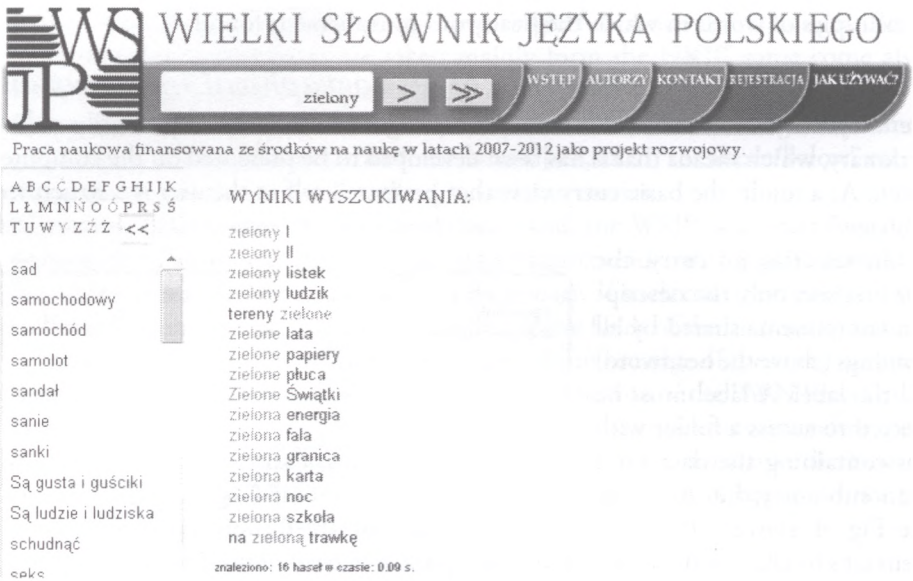 WSJP
WIELKI SŁOWNIK JĘZYKA POLSKIEGO
zielony > >> WSTĘP AUTORZY KONTAKT REJESTRACJA JAK UŻYWAĆ?
Praca naukowa finansowana ze środków na naukę w latach 2007-2012 jako projekt rozwojowy.
A B C Ć D E F G H I J K
L Ł M N Ń O Ó P R S Ś
T U W Y Z Ź Ż <<
sad
samochodowy
samochód
samolot
sandał
sanie
sanki
Są gusta i guściki
Są ludzie i ludziska
schudnąć
seks
WYNIKI WYSZUKIWANIA:
zielony I
zielony II
zielony listek
zielony ludzik
tereny zielone
zielone lata
zielone papiery
zielone płuca
Zielone Świątki
zielona energia
zielona fala
zielona granica
zielona karta
zielona noc
zielona szkoła
na zieloną trawkę
znaleziono: 16 haseł w czasie: 0.09 s.